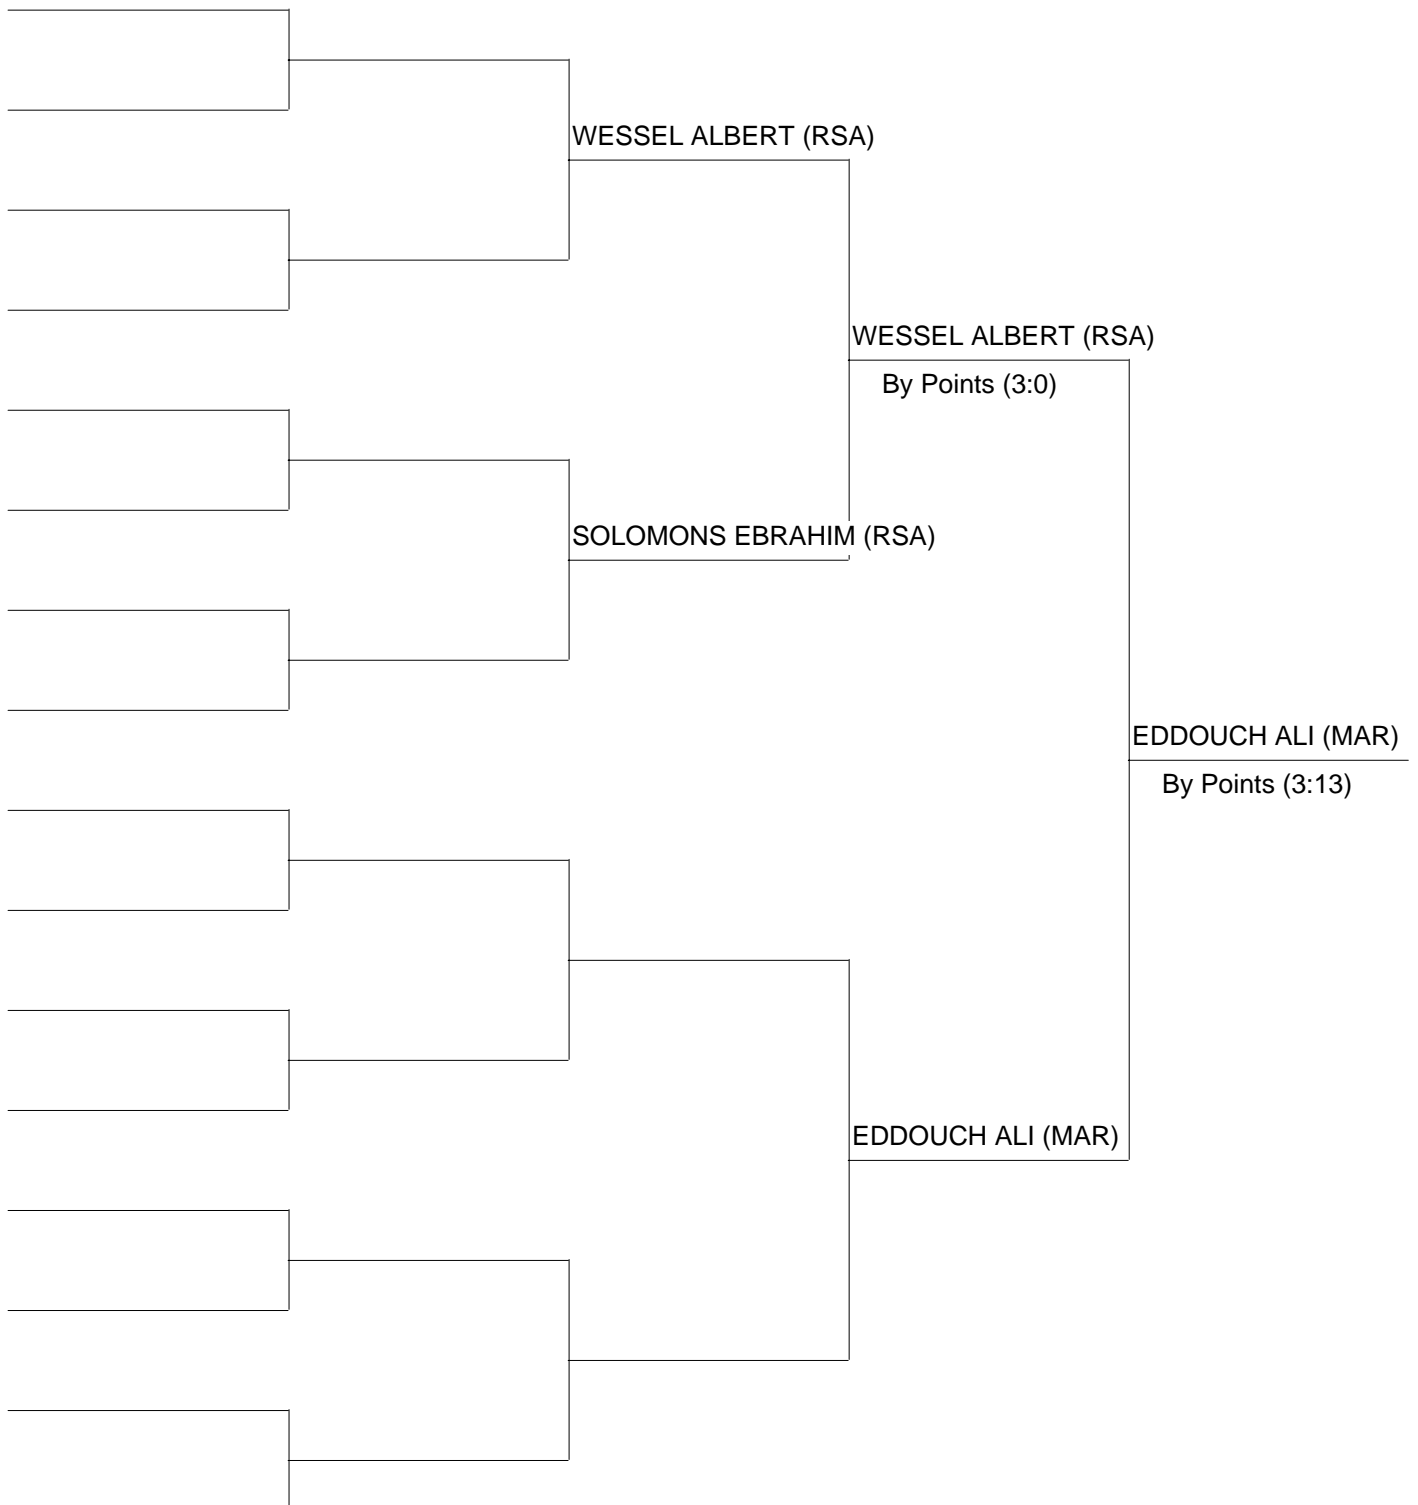 WESSEL ALBERT (RSA)
WESSEL ALBERT (RSA)
By Points (3:0)
SOLOMONS EBRAHIM (RSA)
EDDOUCH ALI (MAR)
By Points (3:13)
EDDOUCH ALI (MAR)